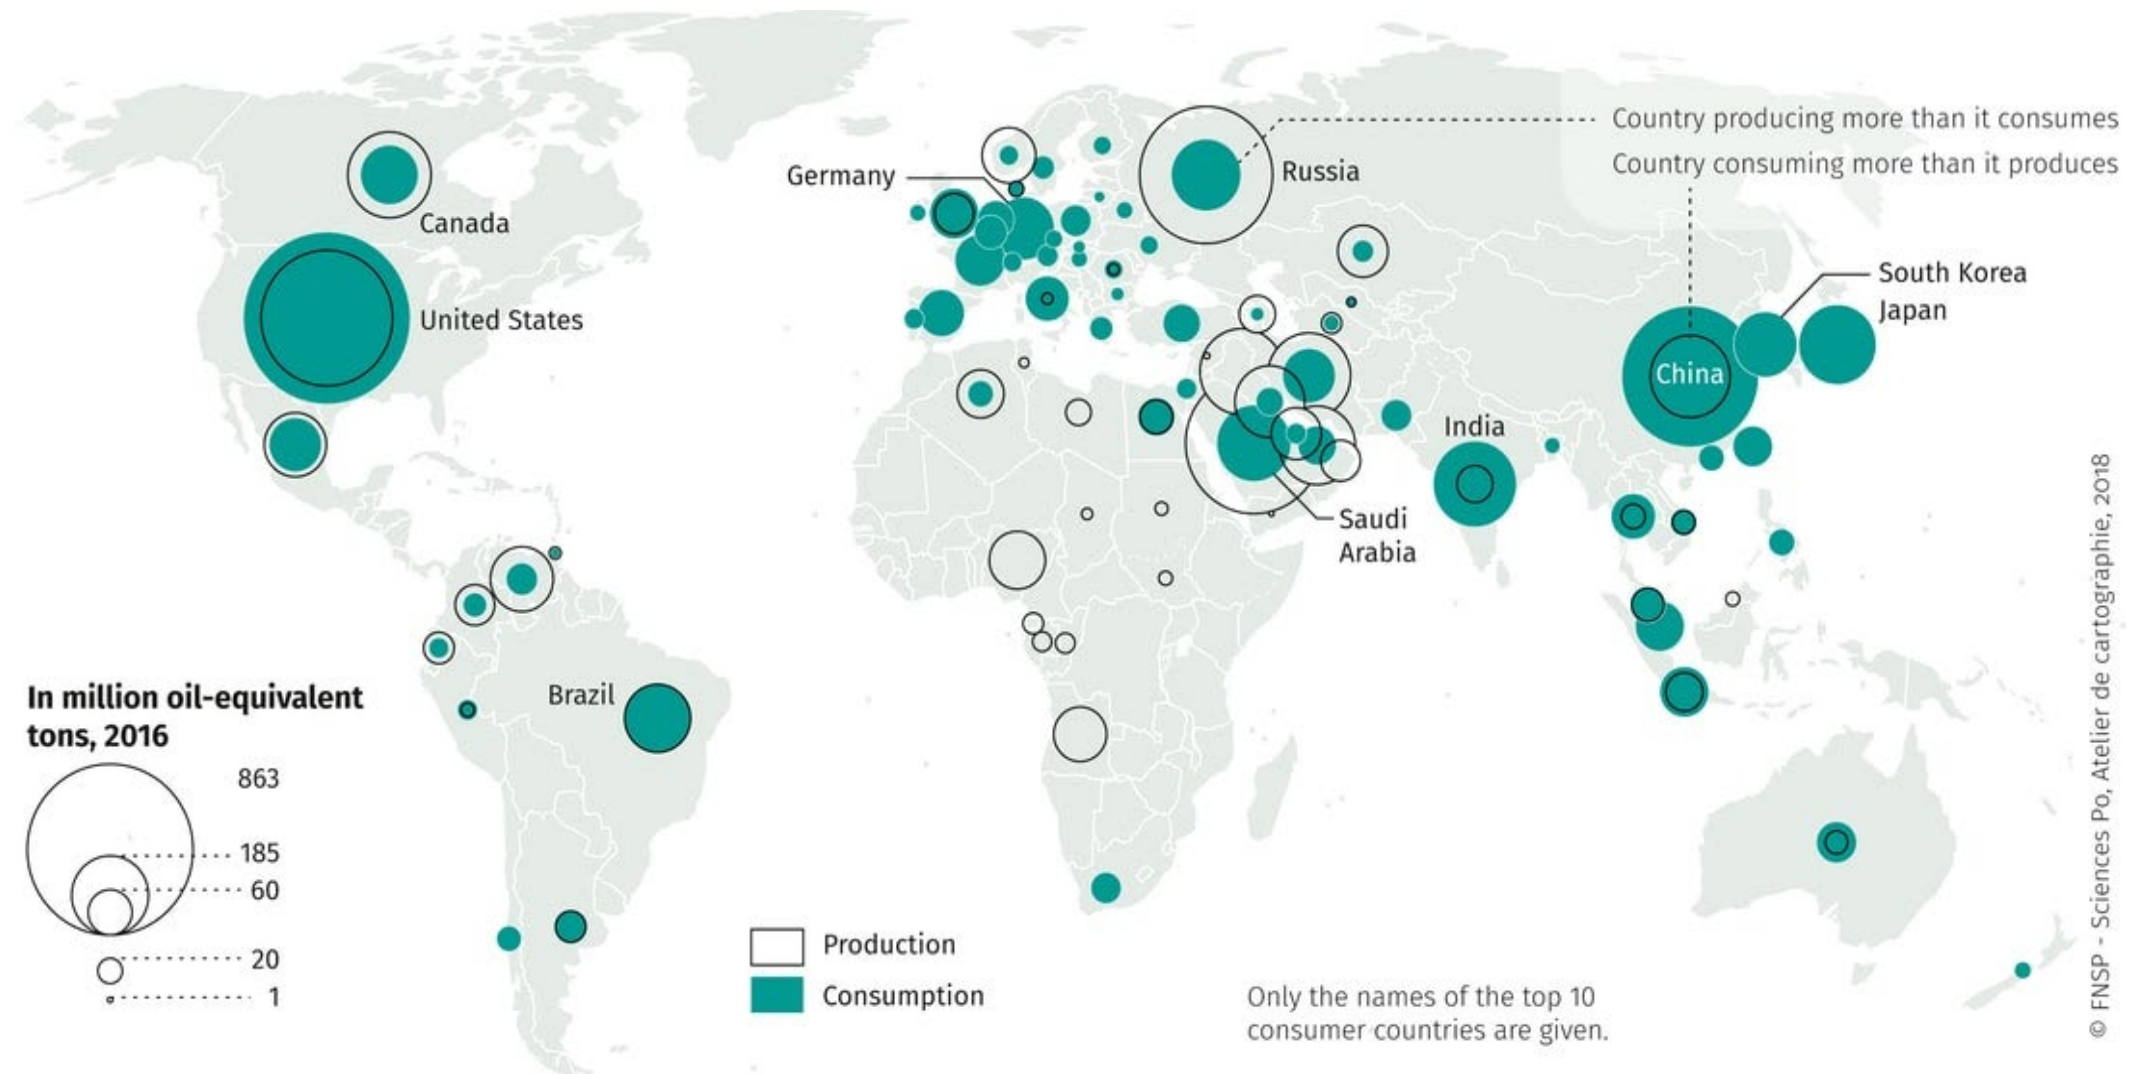 Country producing more than it consumes
Country consuming more than it produces
Germany
Russia
Canada
South Korea
Japan
United States
China
India
Saudi
Arabia
Brazil
In million oil-equivalent
tons, 2016
863
185
60
20
1
Production
Consumption
Only the names of the top 10
consumer countries are given.
© FNSP - Sciences Po, Atelier de cartographie, 2018